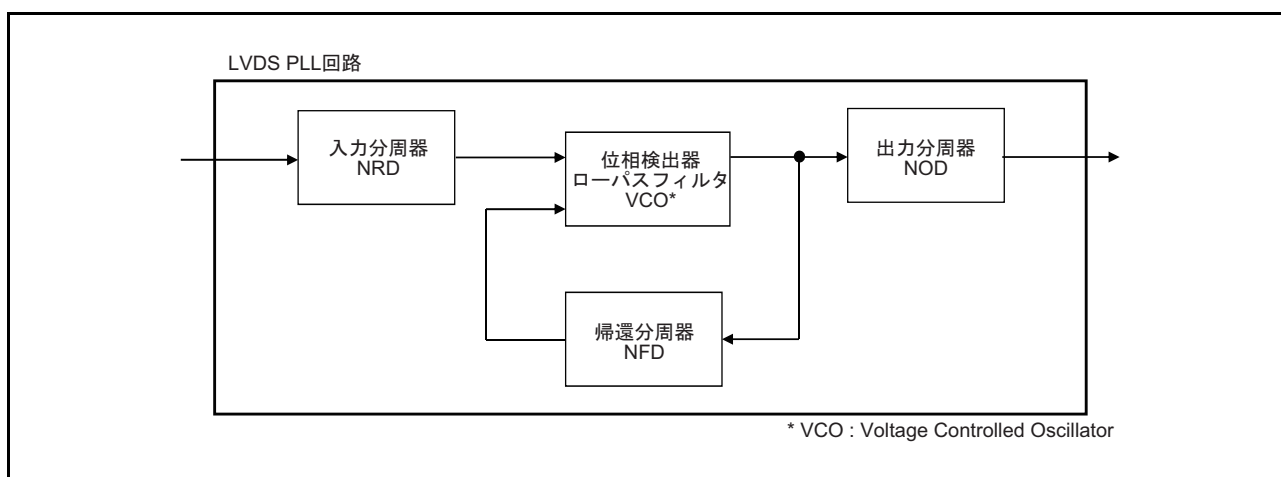 LVDS PLL回路
入力分周器
NRD
位相検出器
ローパスフィルタ
VCO*
出力分周器
NOD
帰還分周器
NFD
* VCO : Voltage Controlled Oscillator